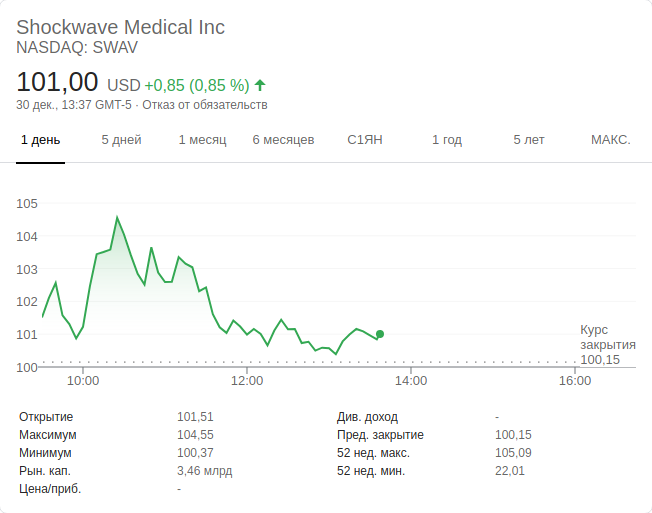 Shockwave Medical Inc
NASDAQ: SWAV
101,00 USD +0,85 (0,85 %)
30 дек., 13:37 GMT-5 · Отказ от обязательств
1 день 5 дней 1 месяц 6 месяцев С1ЯН 1 год 5 лет МАКС.
105
104
103
102
101
100
Курс
закрытия
100,15
10:00 12:00 14:00 16:00
Открытие 101,51 Див. доход -
Максимум 104,55 Пред. закрытие 100,15
Минимум 100,37 52 нед. макс. 105,09
Рын. кап. 3,46 млрд 52 нед. мин. 22,01
Цена/приб. -